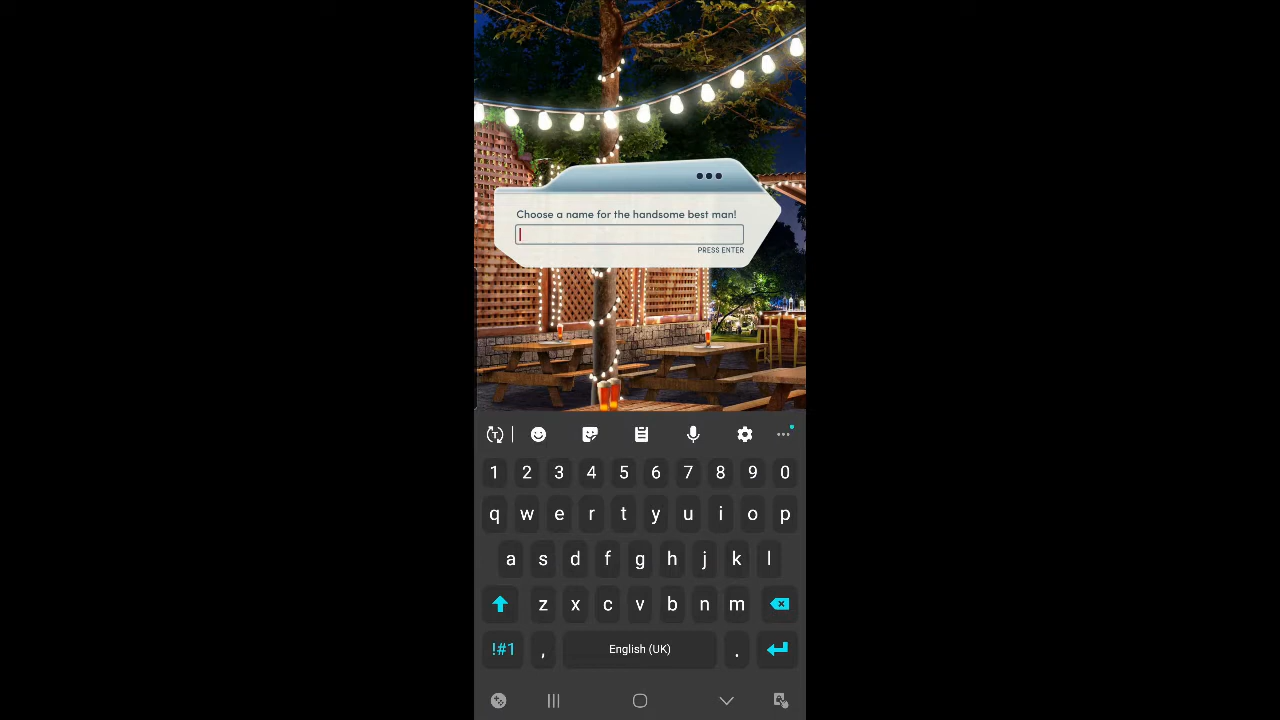 Choose a name for the handsome best man!
PRESS ENTER
1 2 3 4 5 6 7 8 9 0
q w e r t y u i o p
a s d f g h j k l
z x c v b n m
!#1 , English (UK) .